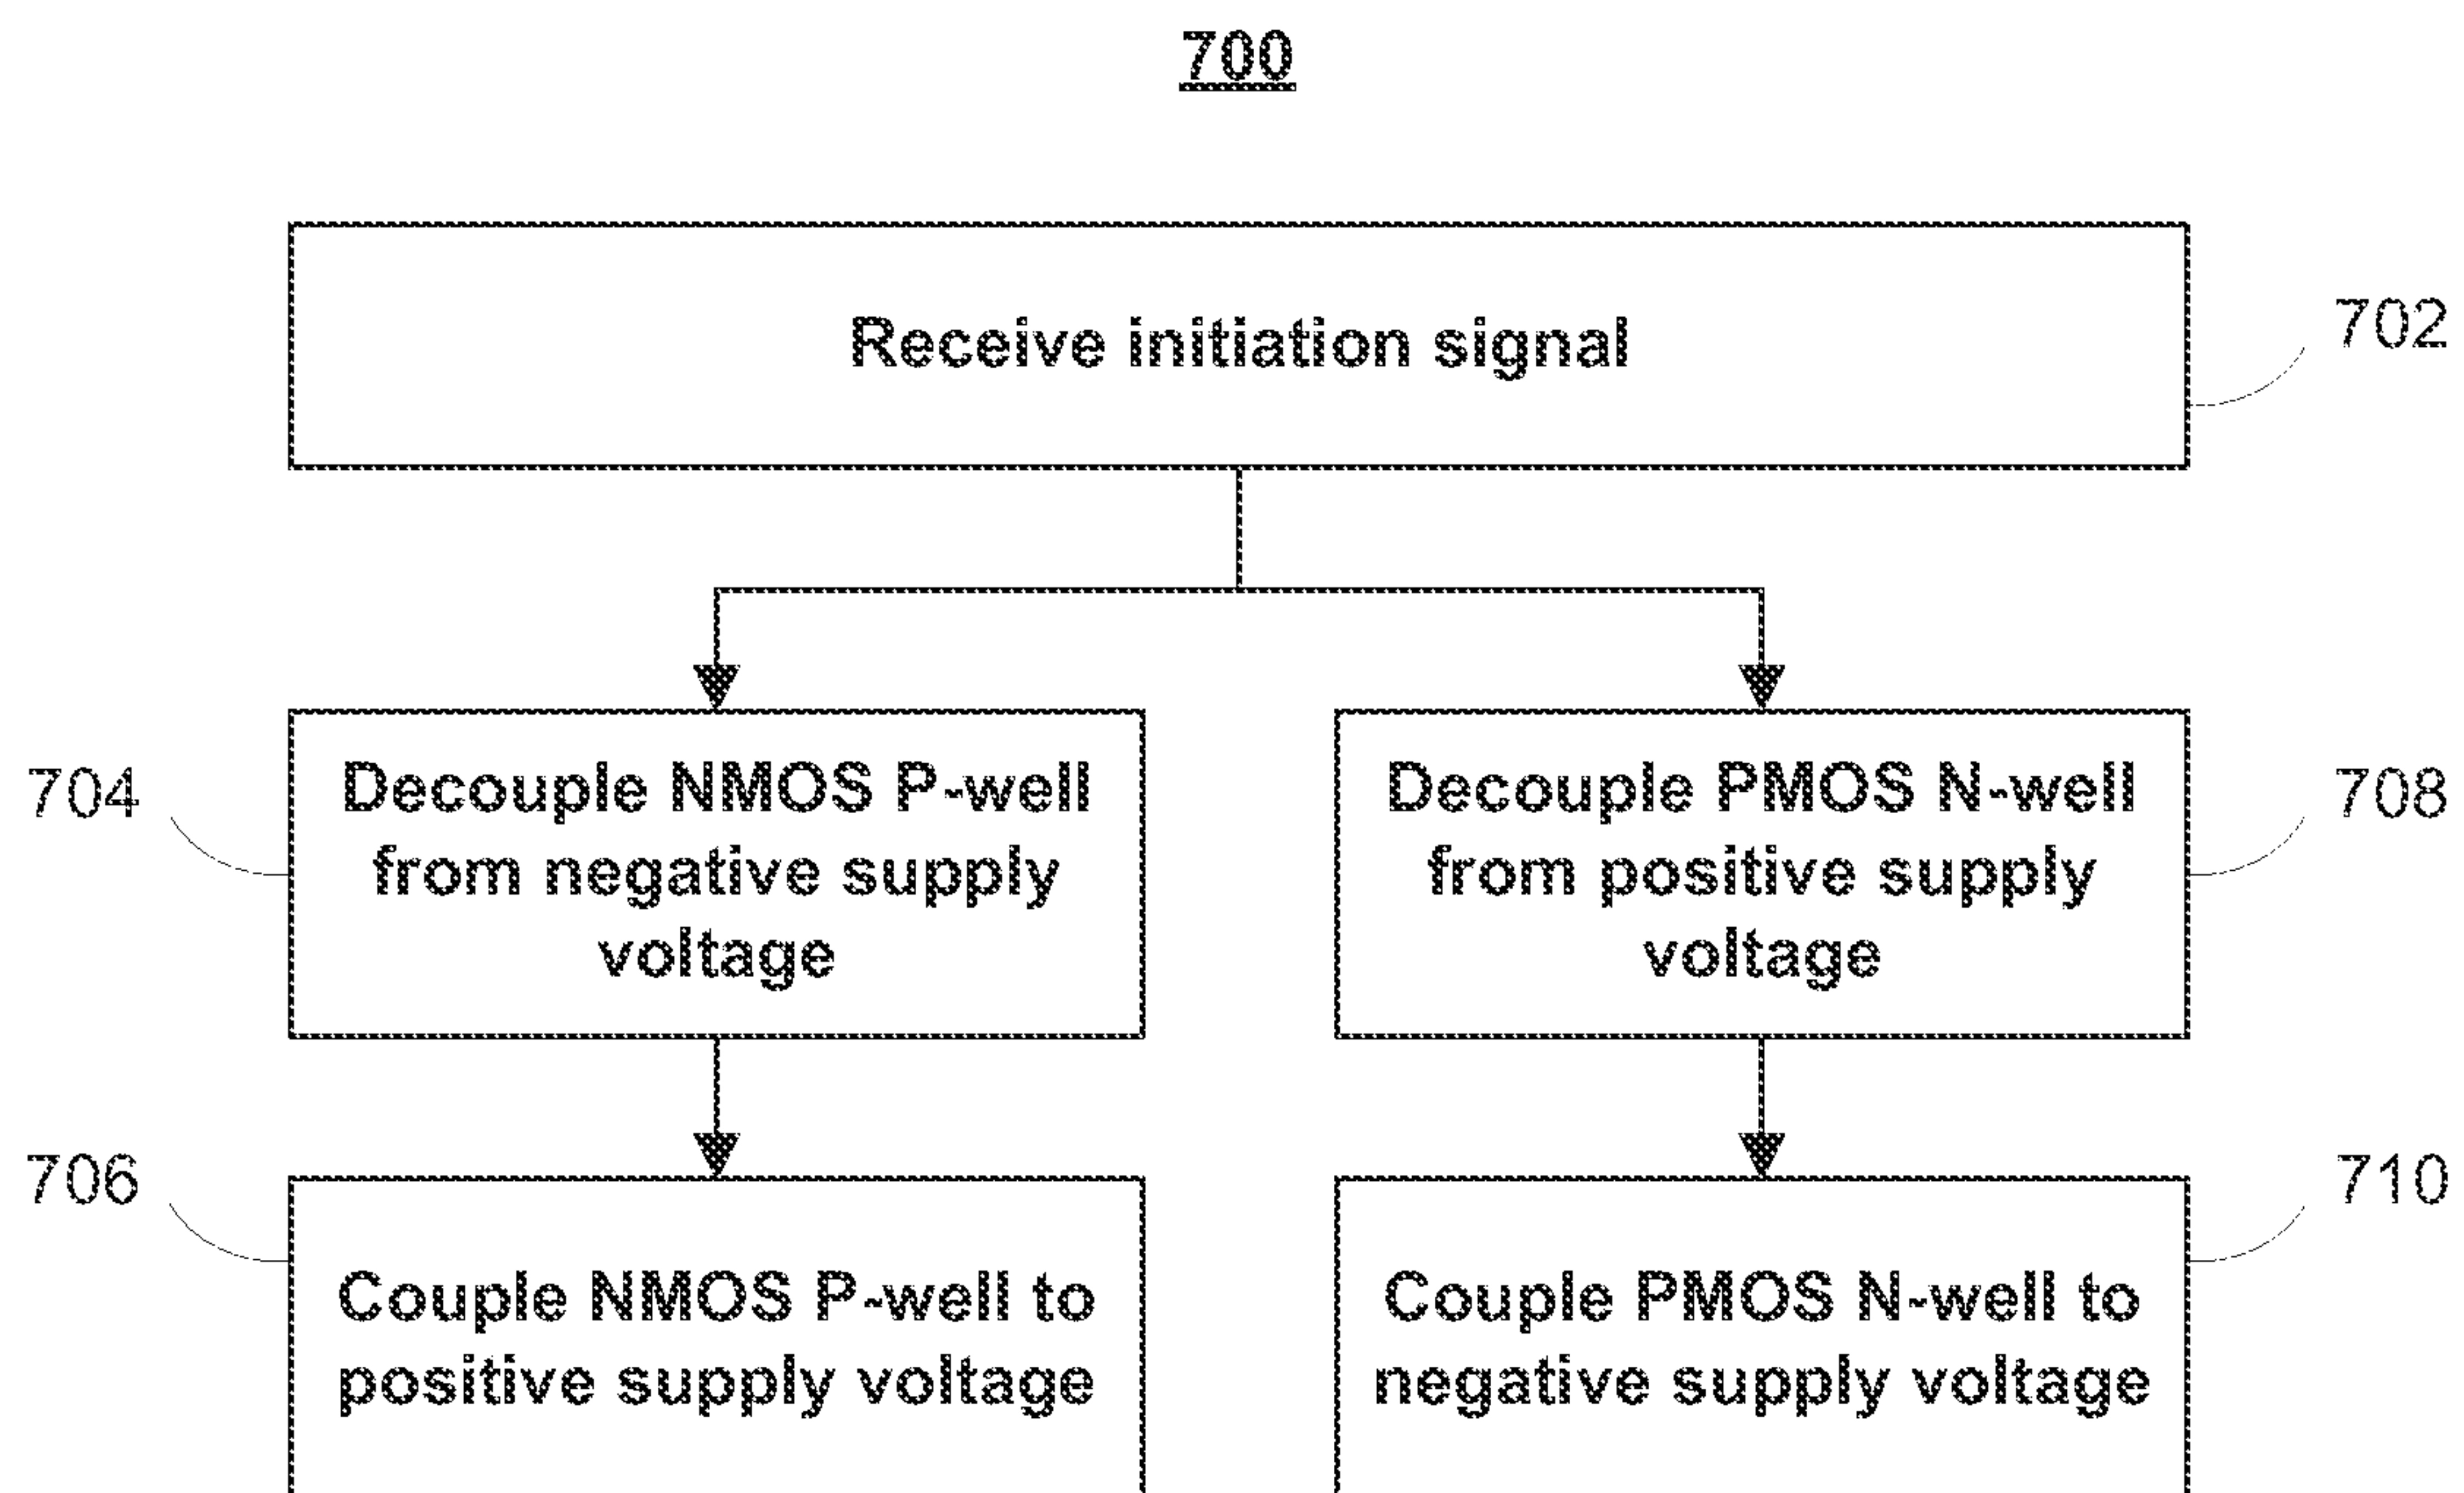 700
Receive initiation signal
702
704
Decouple NMOS P-well
from negative supply
voltage
Decouple PMOS N-well
from positive supply
voltage
708
706
Couple NMOS P-well to
positive supply voltage
Couple PMOS N-well to
negative supply voltage
710